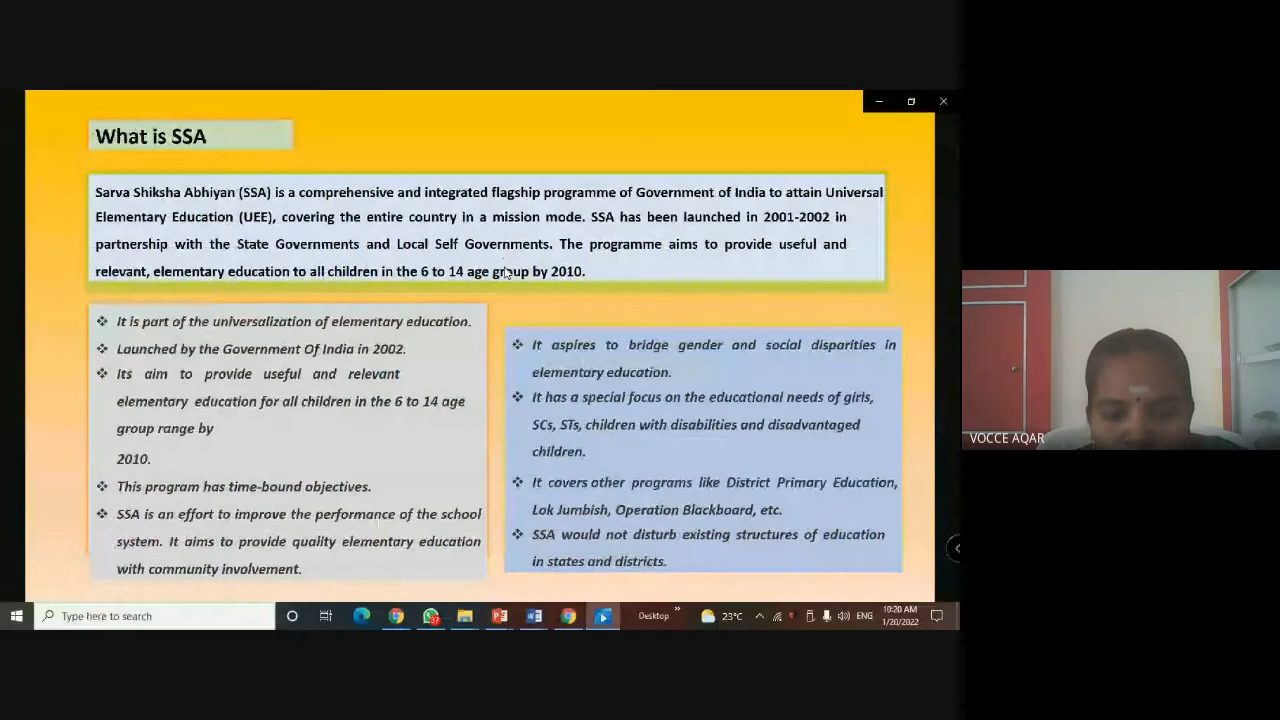 What is SSA
Sarva Shiksha Abhiyan (SSA) is a comprehensive and integrated flagship programme of Government of India to attain Universal
Elementary Education (UEE), covering the entire country in a mission mode. SSA has been launched in 2001-2002 in
partnership with the State Governments and Local Self Governments. The programme aims to provide useful and
relevant, elementary education to all children in the 6 to 14 age group by 2010.
❖ It is part of the universalization of elementary education.
❖ Launched by the Government Of India in 2002.
❖ Its aim to provide useful and relevant
elementary education for all children in the 6 to 14 age
group range by
2010.
❖ This program has time-bound objectives.
❖ SSA is an effort to improve the performance of the school
system. It aims to provide quality elementary education
with community involvement.
❖ It aspires to bridge gender and social disparities in
elementary education.
❖ It has a special focus on the educational needs of girls,
SCs, STs, children with disabilities and disadvantaged
children.
❖ It covers other programs like District Primary Education,
Lok Jumbish, Operation Blackboard, etc.
❖ SSA would not disturb existing structures of education
in states and districts.
VOCCE AQAR
Type here to search
37
Desktop
23°C
ENG
10:20 AM
1/20/2022